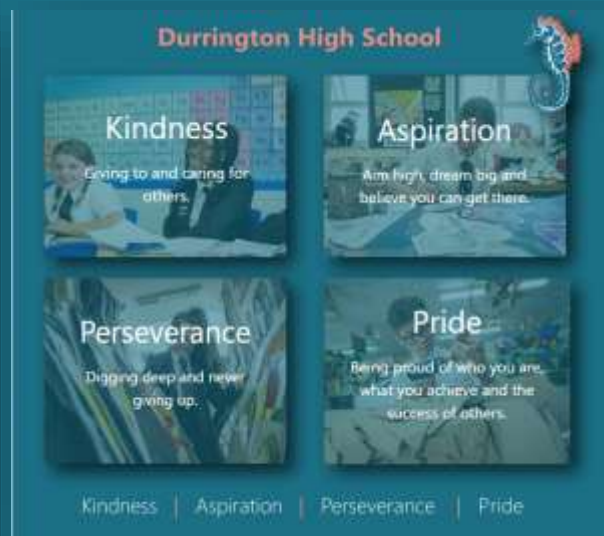 Durrington High School
Kindness
Giving to and caring for
others.
Aspiration
Aim high, dream big and
believe you can get there.
Perseverance
Digging deep and never
giving up.
Pride
Being proud of who you are,
what you achieve and the
success of others.
Kindness | Aspiration | Perseverance | Pride